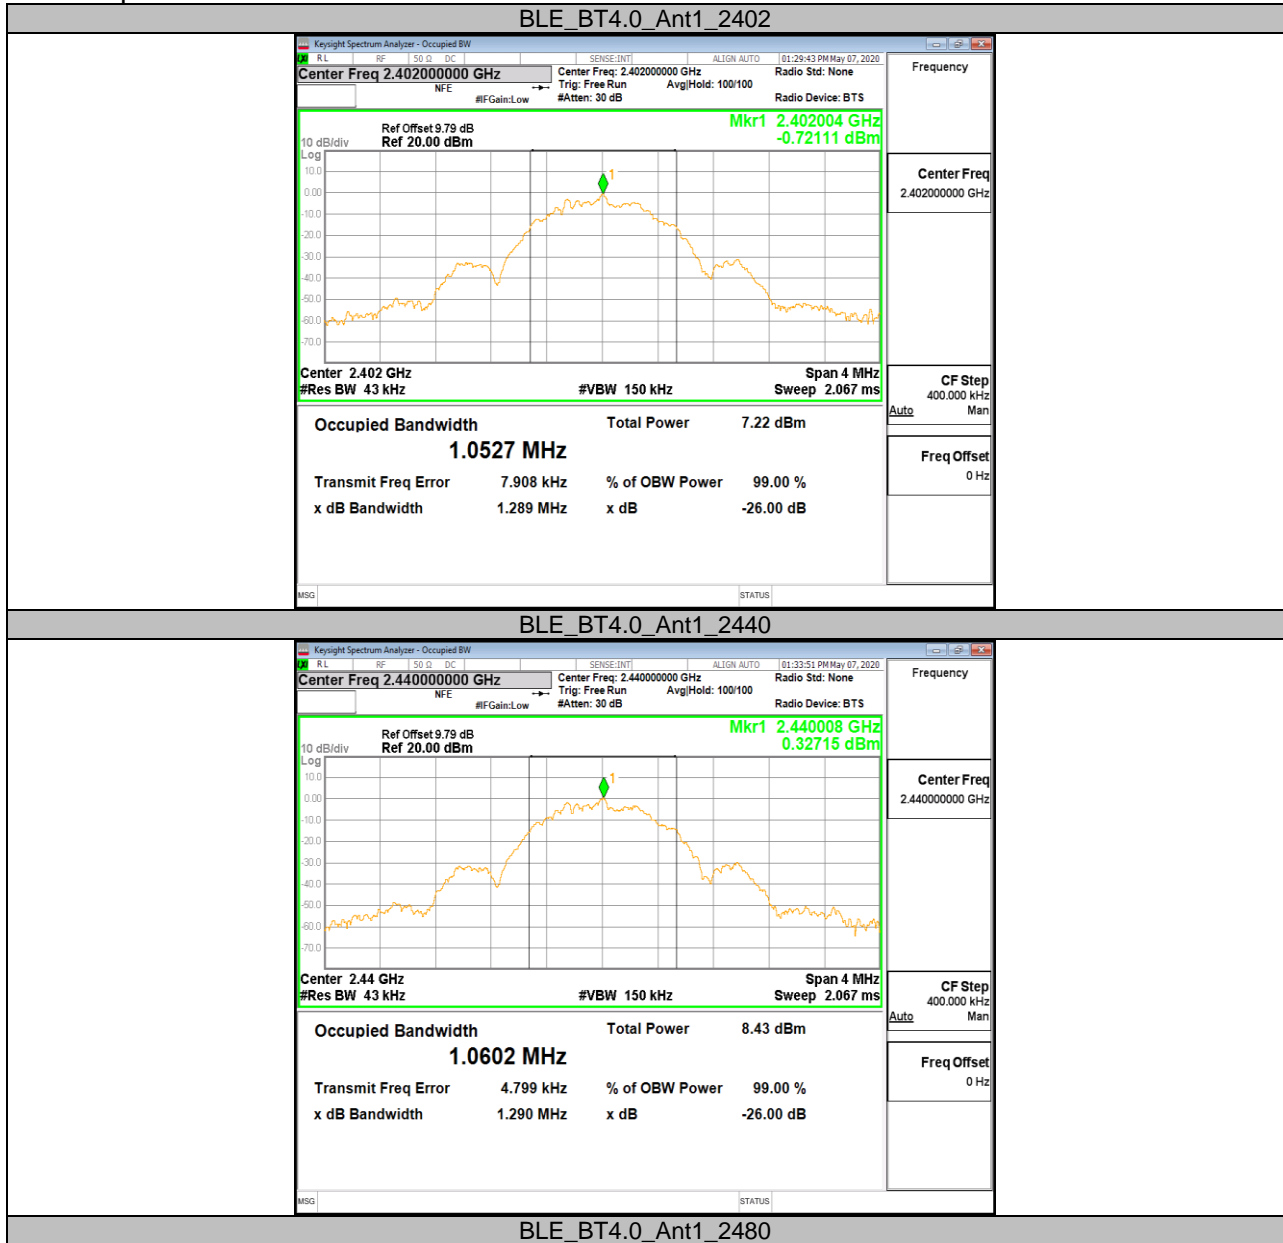 BLE_BT4.0_Ant1_2402
Keysight Spectrum Analyzer - Occupied BW
RL RF 50 Ω DC SENSE:INT ALIGN AUTO 01:29:43 PM May 07, 2020
Center Freq 2.402000000 GHz
NFE
#IFGain:Low
Center Freq: 2.402000000 GHz
Trig: Free Run Avg|Hold: 100/100
#Atten: 30 dB
Radio Std: None
Radio Device: BTS
Frequency
Mkr1 2.402004 GHz
-0.72111 dBm
Ref Offset 9.79 dB
10 dB/div Ref 20.00 dBm
Log
10.0
0.00
-10.0
-20.0
-30.0
-40.0
-50.0
-60.0
-70.0
1
Center Freq
2.402000000 GHz
Center 2.402 GHz Span 4 MHz
#Res BW 43 kHz #VBW 150 kHz Sweep 2.067 ms
CF Step
400.000 kHz
Auto Man
Occupied Bandwidth Total Power 7.22 dBm
1.0527 MHz
Freq Offset
0 Hz
Transmit Freq Error 7.908 kHz % of OBW Power 99.00 %
x dB Bandwidth 1.289 MHz x dB -26.00 dB
MSG STATUS
BLE_BT4.0_Ant1_2440
Keysight Spectrum Analyzer - Occupied BW
RL RF 50 Ω DC SENSE:INT ALIGN AUTO 01:33:51 PM May 07, 2020
Center Freq 2.440000000 GHz
NFE
#IFGain:Low
Center Freq: 2.440000000 GHz
Trig: Free Run Avg|Hold: 100/100
#Atten: 30 dB
Radio Std: None
Radio Device: BTS
Frequency
Mkr1 2.440008 GHz
0.32715 dBm
Ref Offset 9.79 dB
10 dB/div Ref 20.00 dBm
Log
10.0
0.00
-10.0
-20.0
-30.0
-40.0
-50.0
-60.0
-70.0
1
Center Freq
2.440000000 GHz
Center 2.44 GHz Span 4 MHz
#Res BW 43 kHz #VBW 150 kHz Sweep 2.067 ms
CF Step
400.000 kHz
Auto Man
Occupied Bandwidth Total Power 8.43 dBm
1.0602 MHz
Freq Offset
0 Hz
Transmit Freq Error 4.799 kHz % of OBW Power 99.00 %
x dB Bandwidth 1.290 MHz x dB -26.00 dB
MSG STATUS
BLE_BT4.0_Ant1_2480